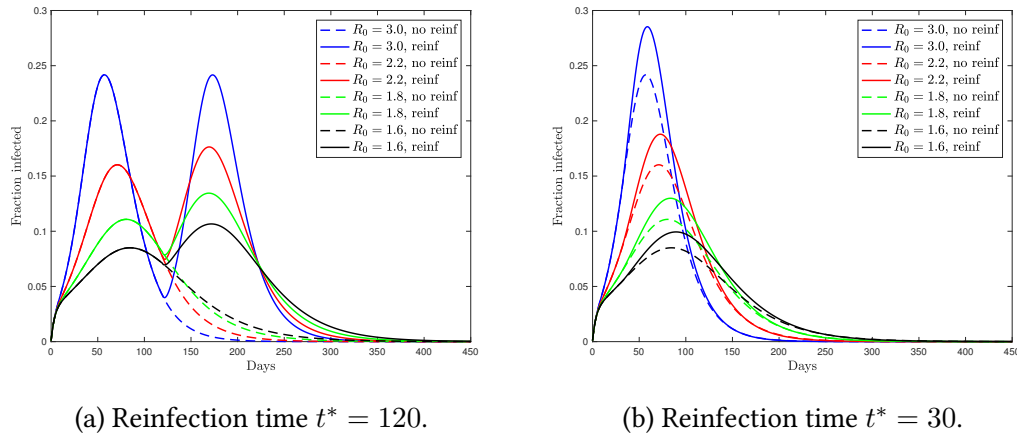 0.3
0.25
0.2
0.15
0.1
0.05
0
Fraction infected
0 50 100 150 200 250 300 350 400 450
Days
R₀ = 3.0, no reinf
R₀ = 3.0, reinf
R₀ = 2.2, no reinf
R₀ = 2.2, reinf
R₀ = 1.8, no reinf
R₀ = 1.8, reinf
R₀ = 1.6, no reinf
R₀ = 1.6, reinf
(a) Reinfection time t* = 120.
0.3
0.25
0.2
0.15
0.1
0.05
0
Fraction infected
0 50 100 150 200 250 300 350 400 450
Days
R₀ = 3.0, no reinf
R₀ = 3.0, reinf
R₀ = 2.2, no reinf
R₀ = 2.2, reinf
R₀ = 1.8, no reinf
R₀ = 1.8, reinf
R₀ = 1.6, no reinf
R₀ = 1.6, reinf
(b) Reinfection time t* = 30.